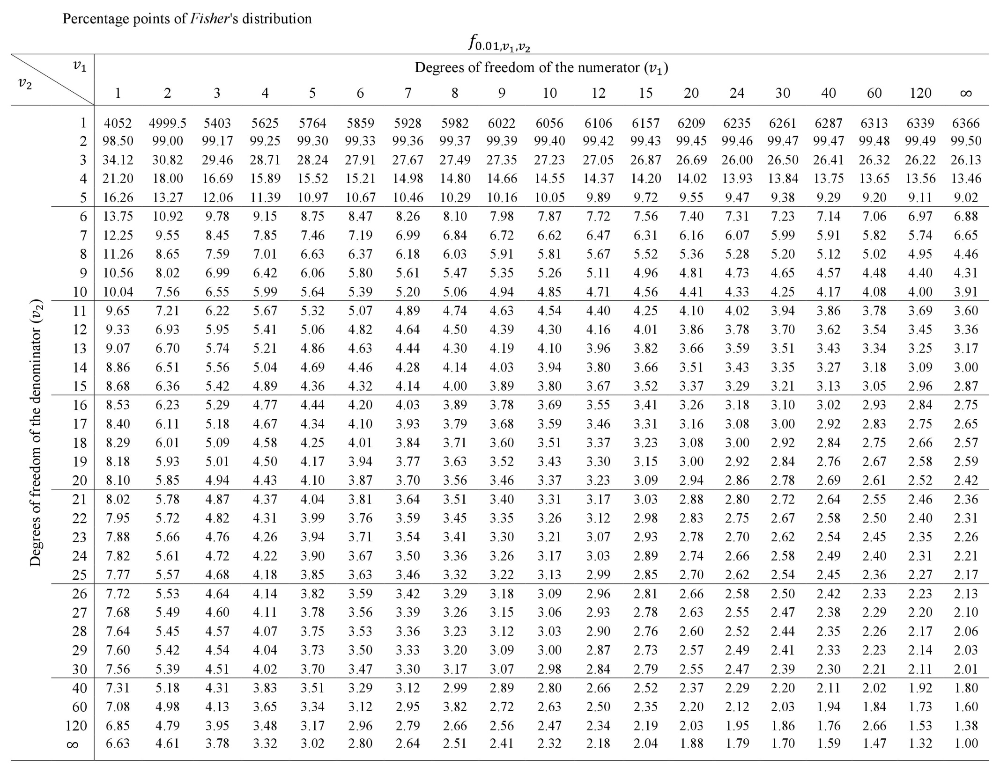 Percentage points of Fisher's distribution
f0.01,v1,v2
v1 Degrees of freedom of the numerator (v1)
v2
1 2 3 4 5 6 7 8 9 10 12 15 20 24 30 40 60 120 ∞
Degrees of freedom of the denominator (v2)
1 4052 4999.5 5403 5625 5764 5859 5928 5982 6022 6056 6106 6157 6209 6235 6261 6287 6313 6339 6366
2 98.50 99.00 99.17 99.25 99.30 99.33 99.36 99.37 99.39 99.40 99.42 99.43 99.45 99.46 99.47 99.47 99.48 99.49 99.50
3 34.12 30.82 29.46 28.71 28.24 27.91 27.67 27.49 27.35 27.23 27.05 26.87 26.69 26.00 26.50 26.41 26.32 26.22 26.13
4 21.20 18.00 16.69 15.89 15.52 15.21 14.98 14.80 14.66 14.55 14.37 14.20 14.02 13.93 13.84 13.75 13.65 13.56 13.46
5 16.26 13.27 12.06 11.39 10.97 10.67 10.46 10.29 10.16 10.05 9.89 9.72 9.55 9.47 9.38 9.29 9.20 9.11 9.02
6 13.75 10.92 9.78 9.15 8.75 8.47 8.26 8.10 7.98 7.87 7.72 7.56 7.40 7.31 7.23 7.14 7.06 6.97 6.88
7 12.25 9.55 8.45 7.85 7.46 7.19 6.99 6.84 6.72 6.62 6.47 6.31 6.16 6.07 5.99 5.91 5.82 5.74 6.65
8 11.26 8.65 7.59 7.01 6.63 6.37 6.18 6.03 5.91 5.81 5.67 5.52 5.36 5.28 5.20 5.12 5.02 4.95 4.46
9 10.56 8.02 6.99 6.42 6.06 5.80 5.61 5.47 5.35 5.26 5.11 4.96 4.81 4.73 4.65 4.57 4.48 4.40 4.31
10 10.04 7.56 6.55 5.99 5.64 5.39 5.20 5.06 4.94 4.85 4.71 4.56 4.41 4.33 4.25 4.17 4.08 4.00 3.91
11 9.65 7.21 6.22 5.67 5.32 5.07 4.89 4.74 4.63 4.54 4.40 4.25 4.10 4.02 3.94 3.86 3.78 3.69 3.60
12 9.33 6.93 5.95 5.41 5.06 4.82 4.64 4.50 4.39 4.30 4.16 4.01 3.86 3.78 3.70 3.62 3.54 3.45 3.36
13 9.07 6.70 5.74 5.21 4.86 4.63 4.44 4.30 4.19 4.10 3.96 3.82 3.66 3.59 3.51 3.43 3.34 3.25 3.17
14 8.86 6.51 5.56 5.04 4.69 4.46 4.28 4.14 4.03 3.94 3.80 3.66 3.51 3.43 3.35 3.27 3.18 3.09 3.00
15 8.68 6.36 5.42 4.89 4.36 4.32 4.14 4.00 3.89 3.80 3.67 3.52 3.37 3.29 3.21 3.13 3.05 2.96 2.87
16 8.53 6.23 5.29 4.77 4.44 4.20 4.03 3.89 3.78 3.69 3.55 3.41 3.26 3.18 3.10 3.02 2.93 2.84 2.75
17 8.40 6.11 5.18 4.67 4.34 4.10 3.93 3.79 3.68 3.59 3.46 3.31 3.16 3.08 3.00 2.92 2.83 2.75 2.65
18 8.29 6.01 5.09 4.58 4.25 4.01 3.84 3.71 3.60 3.51 3.37 3.23 3.08 3.00 2.92 2.84 2.75 2.66 2.57
19 8.18 5.93 5.01 4.50 4.17 3.94 3.77 3.63 3.52 3.43 3.30 3.15 3.00 2.92 2.84 2.76 2.67 2.58 2.59
20 8.10 5.85 4.94 4.43 4.10 3.87 3.70 3.56 3.46 3.37 3.23 3.09 2.94 2.86 2.78 2.69 2.61 2.52 2.42
21 8.02 5.78 4.87 4.37 4.04 3.81 3.64 3.51 3.40 3.31 3.17 3.03 2.88 2.80 2.72 2.64 2.55 2.46 2.36
22 7.95 5.72 4.82 4.31 3.99 3.76 3.59 3.45 3.35 3.26 3.12 2.98 2.83 2.75 2.67 2.58 2.50 2.40 2.31
23 7.88 5.66 4.76 4.26 3.94 3.71 3.54 3.41 3.30 3.21 3.07 2.93 2.78 2.70 2.62 2.54 2.45 2.35 2.26
24 7.82 5.61 4.72 4.22 3.90 3.67 3.50 3.36 3.26 3.17 3.03 2.89 2.74 2.66 2.58 2.49 2.40 2.31 2.21
25 7.77 5.57 4.68 4.18 3.85 3.63 3.46 3.32 3.22 3.13 2.99 2.85 2.70 2.62 2.54 2.45 2.36 2.27 2.17
26 7.72 5.53 4.64 4.14 3.82 3.59 3.42 3.29 3.18 3.09 2.96 2.81 2.66 2.58 2.50 2.42 2.33 2.23 2.13
27 7.68 5.49 4.60 4.11 3.78 3.56 3.39 3.26 3.15 3.06 2.93 2.78 2.63 2.55 2.47 2.38 2.29 2.20 2.10
28 7.64 5.45 4.57 4.07 3.75 3.53 3.36 3.23 3.12 3.03 2.90 2.76 2.60 2.52 2.44 2.35 2.26 2.17 2.06
29 7.60 5.42 4.54 4.04 3.73 3.50 3.33 3.20 3.09 3.00 2.87 2.73 2.57 2.49 2.41 2.33 2.23 2.14 2.03
30 7.56 5.39 4.51 4.02 3.70 3.47 3.30 3.17 3.07 2.98 2.84 2.79 2.55 2.47 2.39 2.30 2.21 2.11 2.01
40 7.31 5.18 4.31 3.83 3.51 3.29 3.12 2.99 2.89 2.80 2.66 2.52 2.37 2.29 2.20 2.11 2.02 1.92 1.80
60 7.08 4.98 4.13 3.65 3.34 3.12 2.95 3.82 2.72 2.63 2.50 2.35 2.20 2.12 2.03 1.94 1.84 1.73 1.60
120 6.85 4.79 3.95 3.48 3.17 2.96 2.79 2.66 2.56 2.47 2.34 2.19 2.03 1.95 1.86 1.76 2.66 1.53 1.38
∞ 6.63 4.61 3.78 3.32 3.02 2.80 2.64 2.51 2.41 2.32 2.18 2.04 1.88 1.79 1.70 1.59 1.47 1.32 1.00